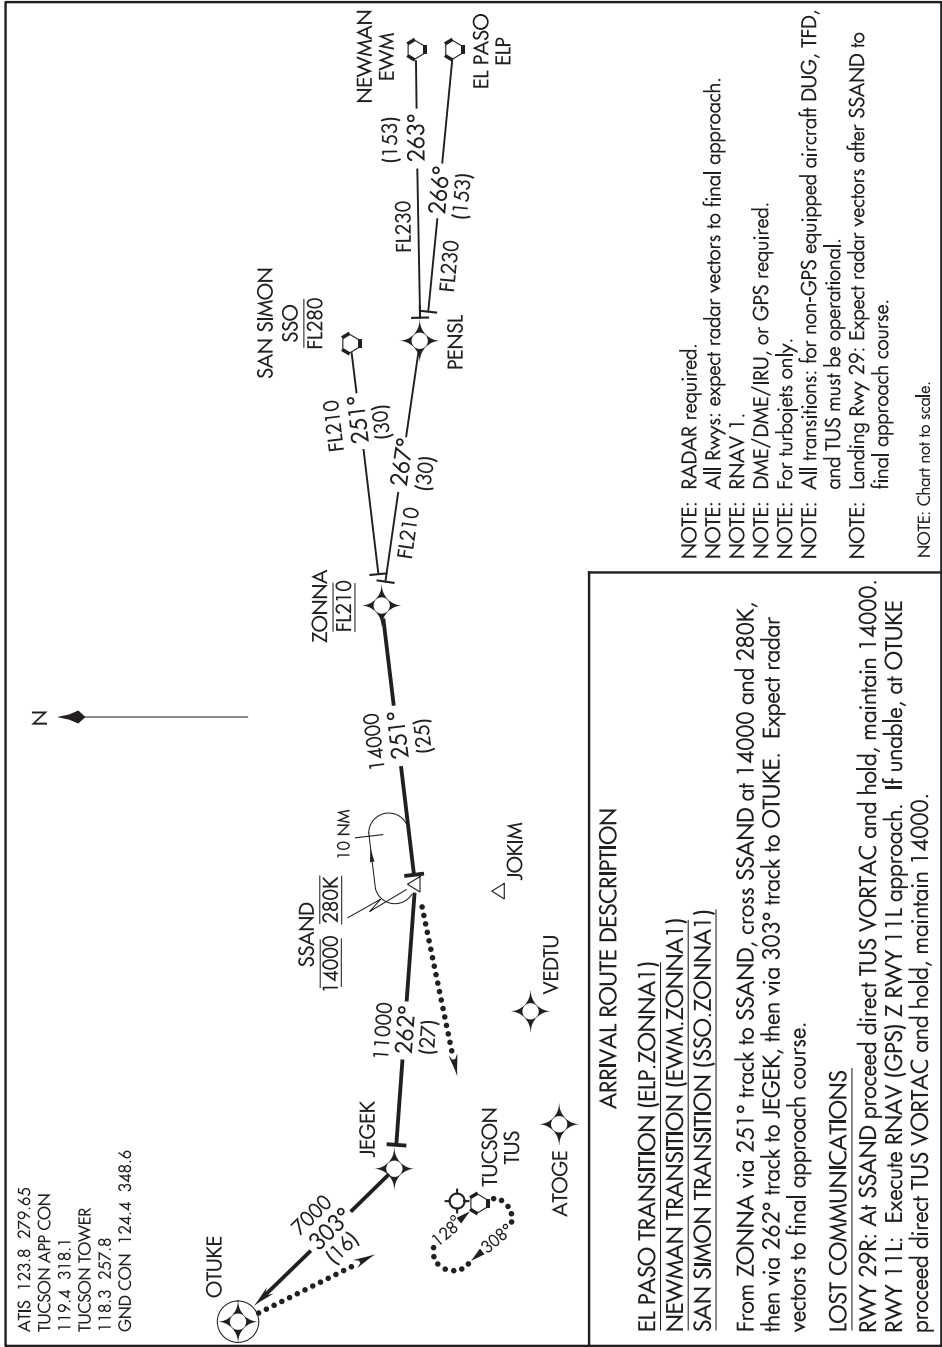 ATIS 123.8 279.65
TUCSON APP CON
119.4 318.1
TUCSON TOWER
118.3 257.8
GND CON 124.4 348.6
N
OTUKE
7000
303°
(16)
JEGEK
11000
262°
(27)
SSAND
14000 280K
10 NM
14000
251°
(25)
ZONNA
FL210
SAN SIMON
SSO
FL280
FL210
251°
(30)
FL210
267°
(30)
PENSL
NEWMAN
EWM
(153)
263°
FL230
EL PASO
ELP
266°
(153)
FL230
JOKIM
VEDTU
ATOGE
TUCSON
TUS
128°
308°
ARRIVAL ROUTE DESCRIPTION
EL PASO TRANSITION (ELP.ZONNA1)
NEWMAN TRANSITION (EWM.ZONNA1)
SAN SIMON TRANSITION (SSO.ZONNA1)
From ZONNA via 251° track to SSAND, cross SSAND at 14000 and 280K,
then via 262° track to JEGEK, then via 303° track to OTUKE. Expect radar
vectors to final approach course.
LOST COMMUNICATIONS
RWY 29R: At SSAND proceed direct TUS VORTAC and hold, maintain 14000.
RWY 11L: Execute RNAV (GPS) Z RWY 11L approach. If unable, at OTUKE
proceed direct TUS VORTAC and hold, maintain 14000.
NOTE: RADAR required.
NOTE: All Rwys: expect radar vectors to final approach.
NOTE: RNAV 1.
NOTE: DME/DME/IRU, or GPS required.
NOTE: For turbojets only.
NOTE: All transitions: for non-GPS equipped aircraft DUG, TFD,
and TUS must be operational.
NOTE: Landing Rwy 29: Expect radar vectors after SSAND to
final approach course.
NOTE: Chart not to scale.